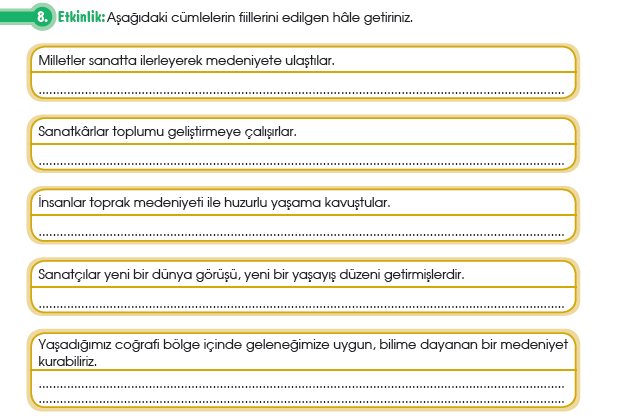 8. Etkinlik: Aşağıdaki cümlelerin fiillerini edilgen hâle getiriniz.
Milletler sanatta ilerleyerek medeniyete ulaştılar.
Sanatkârlar toplumu geliştirmeye çalışırlar.
İnsanlar toprak medeniyeti ile huzurlu yaşama kavuştular.
Sanatçılar yeni bir dünya görüşü, yeni bir yaşayış düzeni getirmişlerdir.
Yaşadığımız coğrafi bölge içinde geleneğimize uygun, bilime dayanan bir medeniyet
kurabiliriz.